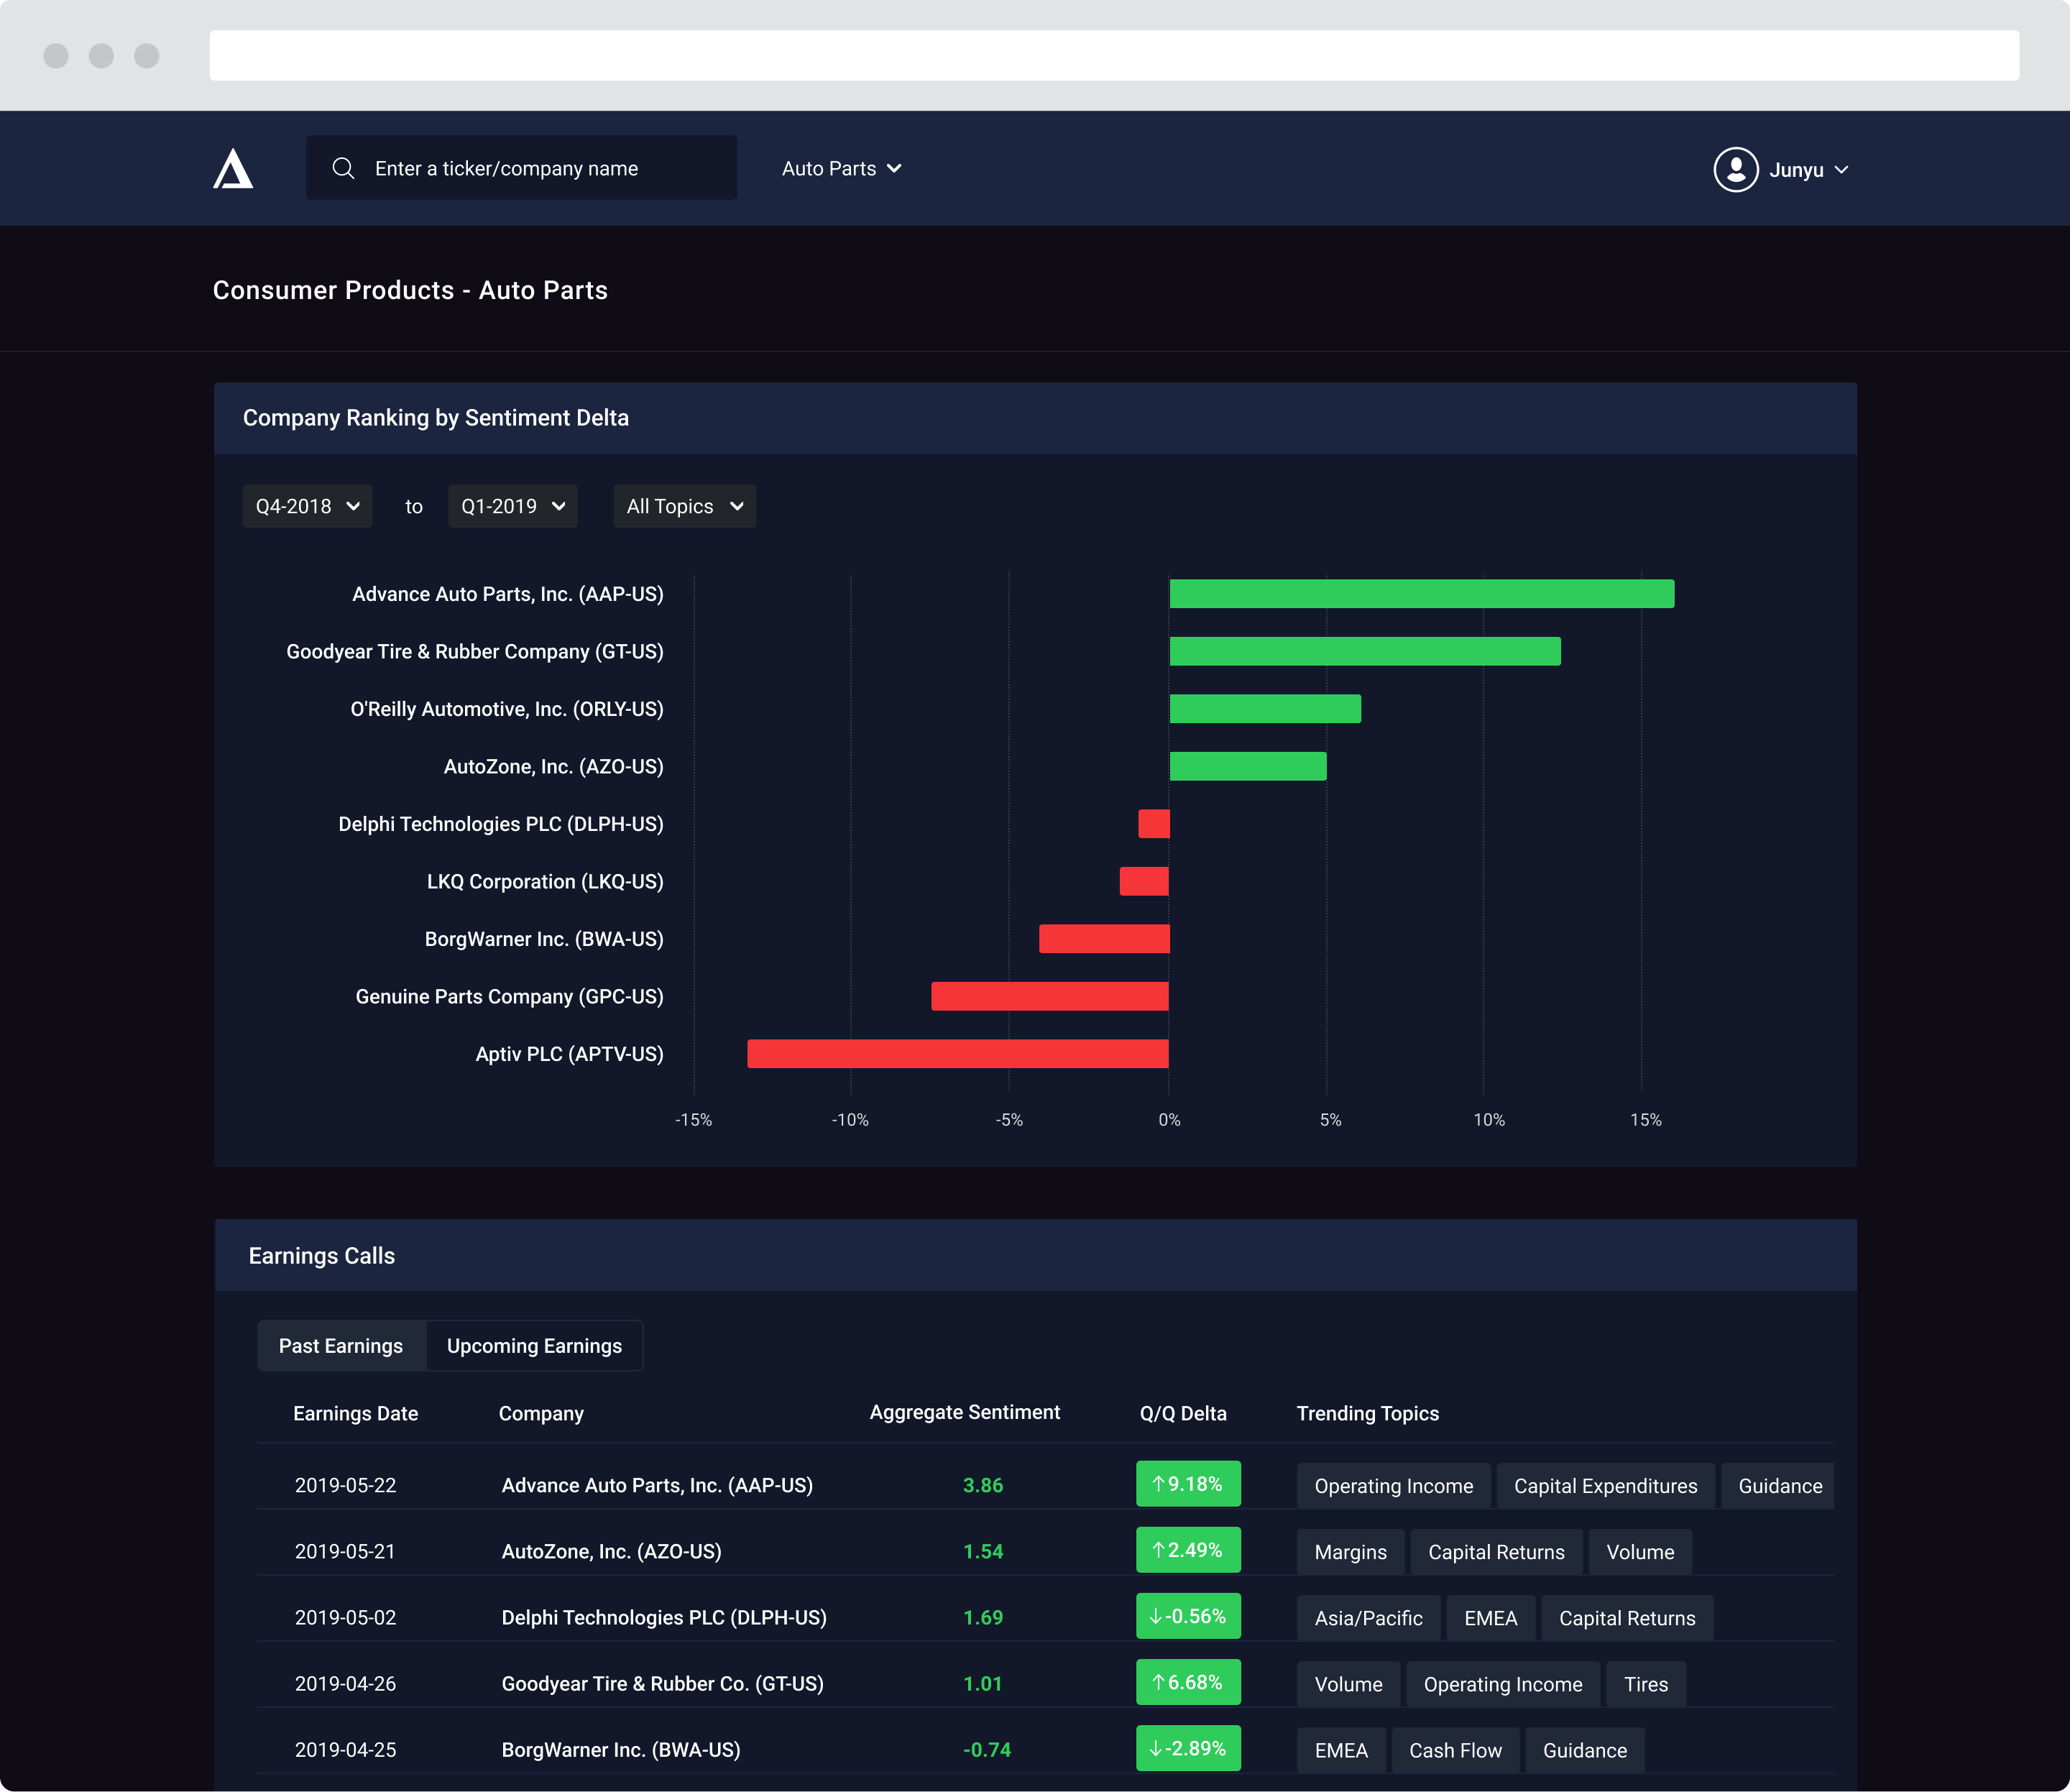 Enter a ticker/company name
Auto Parts
Junyu
Consumer Products - Auto Parts
Company Ranking by Sentiment Delta
Q4-2018 to Q1-2019 All Topics
Advance Auto Parts, Inc. (AAP-US)
Goodyear Tire & Rubber Company (GT-US)
O'Reilly Automotive, Inc. (ORLY-US)
AutoZone, Inc. (AZO-US)
Delphi Technologies PLC (DLPH-US)
LKQ Corporation (LKQ-US)
BorgWarner Inc. (BWA-US)
Genuine Parts Company (GPC-US)
Aptiv PLC (APTV-US)
-15% -10% -5% 0% 5% 10% 15%
Earnings Calls
Past Earnings Upcoming Earnings
Earnings Date Company Aggregate Sentiment Q/Q Delta Trending Topics
2019-05-22 Advance Auto Parts, Inc. (AAP-US) 3.86 ↑9.18% Operating Income Capital Expenditures Guidance
2019-05-21 AutoZone, Inc. (AZO-US) 1.54 ↑2.49% Margins Capital Returns Volume
2019-05-02 Delphi Technologies PLC (DLPH-US) 1.69 ↓-0.56% Asia/Pacific EMEA Capital Returns
2019-04-26 Goodyear Tire & Rubber Co. (GT-US) 1.01 ↑6.68% Volume Operating Income Tires
2019-04-25 BorgWarner Inc. (BWA-US) -0.74 ↓-2.89% EMEA Cash Flow Guidance